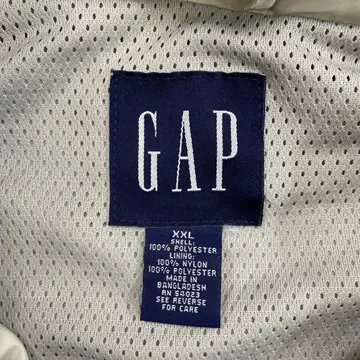 GAP
XXL
SHELL:
100% POLYESTER
LINING:
100% NYLON
100% POLYESTER
MADE IN
BANGLADESH
RN 54023
SEE REVERSE
FOR CARE